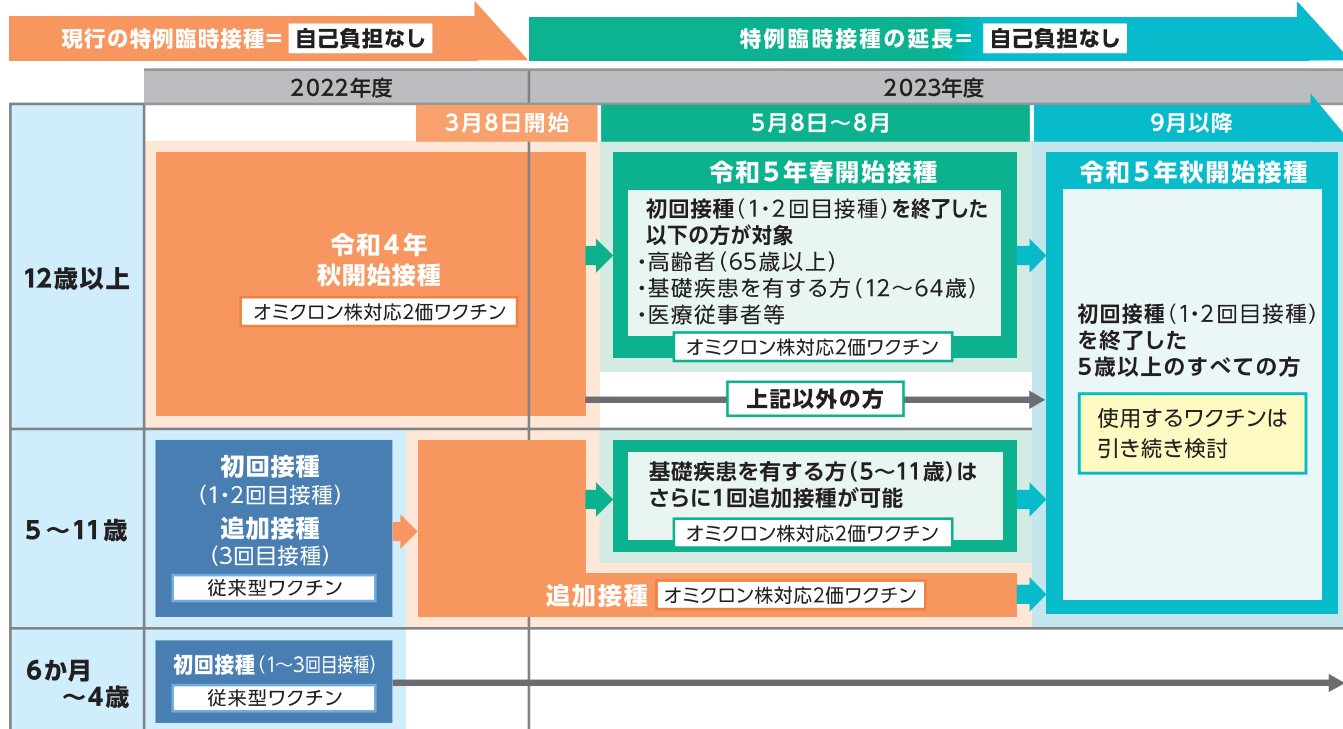 現行の特例臨時接種= 自己負担なし
特例臨時接種の延長= 自己負担なし
2022年度
2023年度
3月8日開始
5月8日～8月
9月以降
12歳以上
令和4年
秋開始接種
オミクロン株対応2価ワクチン
令和5年春開始接種
初回接種(1・2回目接種)を終了した
以下の方が対象
・高齢者(65歳以上)
・基礎疾患を有する方(12～64歳)
・医療従事者等
オミクロン株対応2価ワクチン
上記以外の方
令和5年秋開始接種
初回接種(1・2回目接種)
を終了した
5歳以上のすべての方
使用するワクチンは
引き続き検討
5～11歳
初回接種
(1・2回目接種)
追加接種
(3回目接種)
従来型ワクチン
基礎疾患を有する方(5～11歳)は
さらに1回追加接種が可能
オミクロン株対応2価ワクチン
追加接種 オミクロン株対応2価ワクチン
6か月
～4歳
初回接種(1～3回目接種)
従来型ワクチン